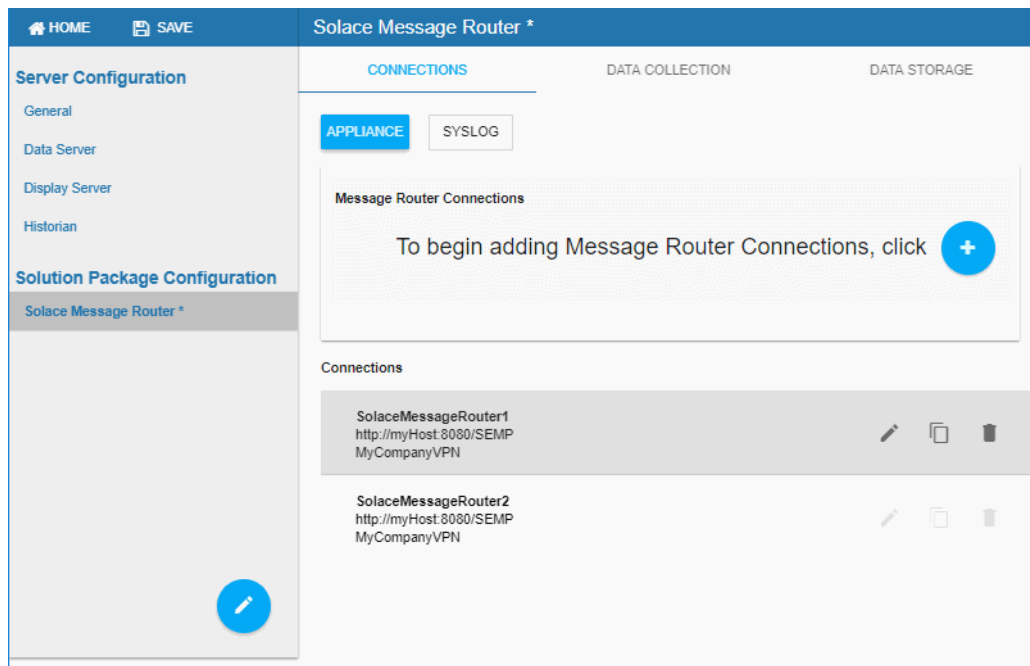 HOME SAVE Solace Message Router *
Server Configuration
General
Data Server
Display Server
Historian
Solution Package Configuration
Solace Message Router *
CONNECTIONS DATA COLLECTION DATA STORAGE
APPLIANCE SYSLOG
Message Router Connections
To begin adding Message Router Connections, click +
Connections
SolaceMessageRouter1
http://myHost:8080/SEMP
MyCompanyVPN
SolaceMessageRouter2
http://myHost:8080/SEMP
MyCompanyVPN